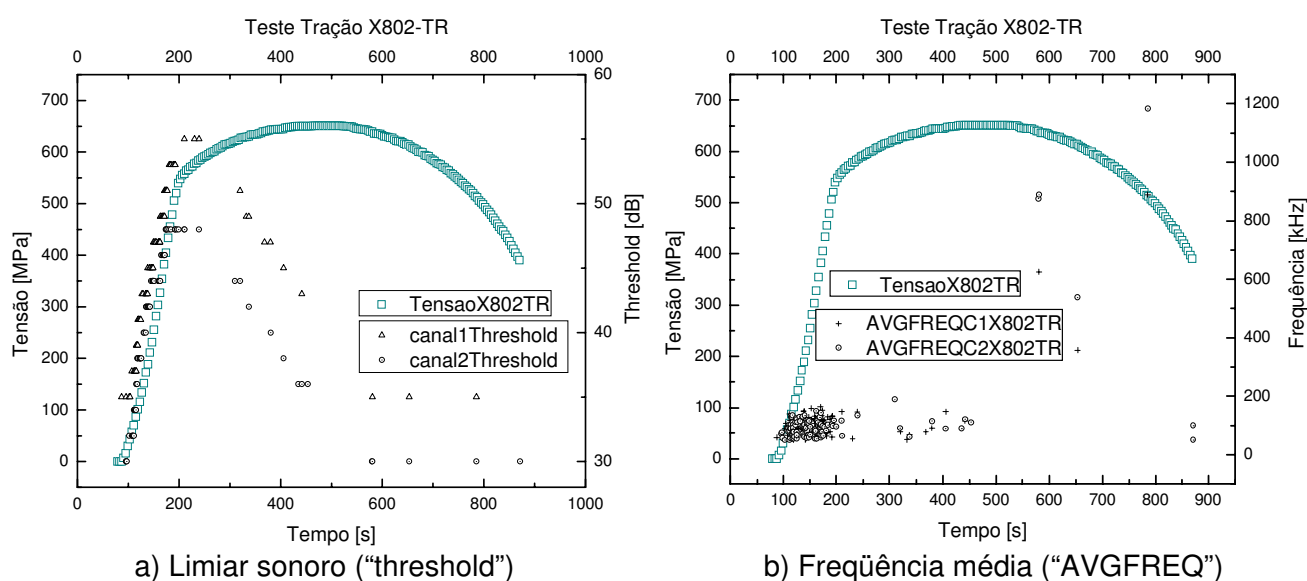 Teste Tração X802-TR
0 200 400 600 800 1000
60
700
600
500
400
300
200
100
0
Tensão [MPa]
50
40
30
Threshold [dB]
TensaoX802TR
canal1Threshold
canal2Threshold
0 200 400 600 800 1000
Tempo [s]
a) Limiar sonoro (“threshold”)
Teste Tração X802-TR
0 100 200 300 400 500 600 700 800 900
700
600
500
400
300
200
100
0
Tensão [MPa]
1200
1000
800
600
400
200
0
Frequência [kHz]
TensaoX802TR
AVGFREQC1X802TR
AVGFREQC2X802TR
0 100 200 300 400 500 600 700 800 900
Tempo [s]
b) Freqüência média (“AVGFREQ”)